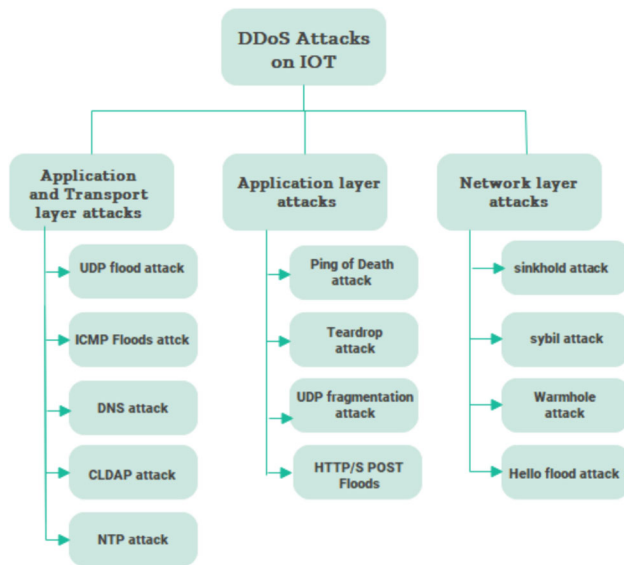 DDoS Attacks
on IOT
Application
and Transport
layer attacks
UDP flood attack
ICMP Floods attck
DNS attack
CLDAP attack
NTP attack
Application layer
attacks
Ping of Death
attack
Teardrop
attack
UDP fragmentation
attack
HTTP/S POST
Floods
Network layer
attacks
sinkhold attack
sybil attack
Warmhole
attack
Hello flood attack